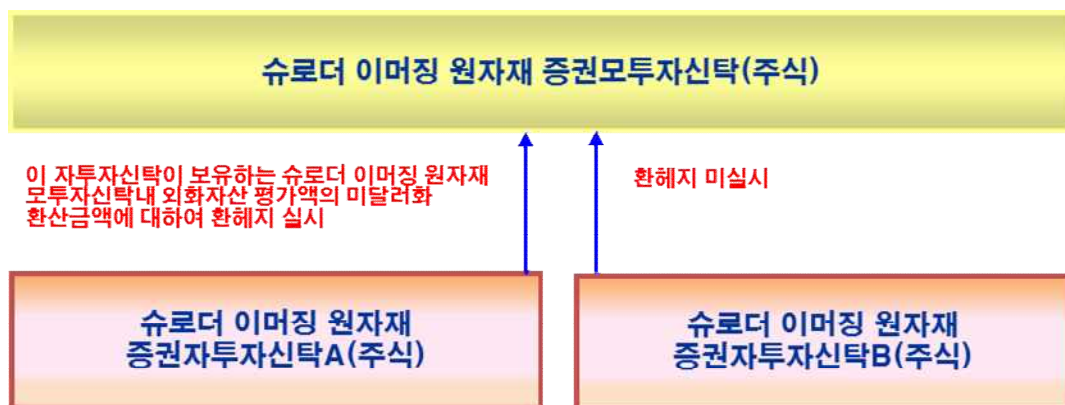 슈로더 이머징 원자재 증권모투자신탁(주식)
이 자투자신탁이 보유하는 슈로더 이머징 원자재
모투자신탁내 외화자산 평가액의 미달러화
환산금액에 대하여 환헤지 실시
환헤지 미실시
슈로더 이머징 원자재
증권자투자신탁A(주식)
슈로더 이머징 원자재
증권자투자신탁B(주식)